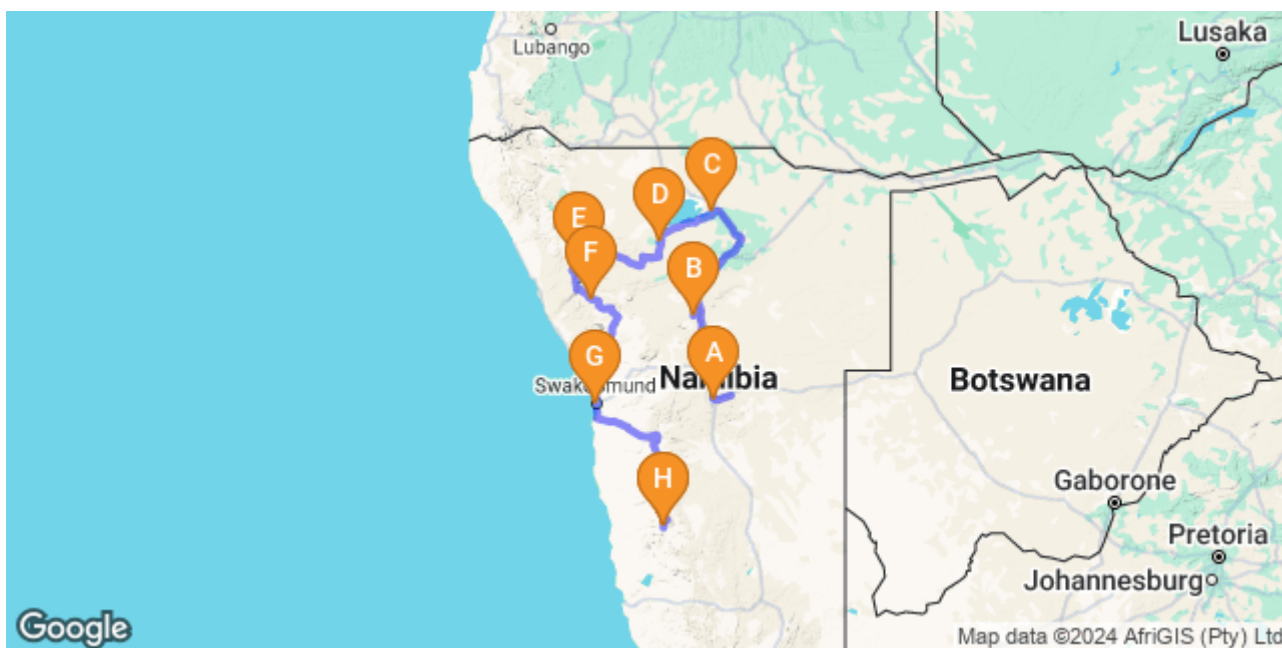 Lusaka
Lubango
C
D
E
F
B
A
G
Namibia
Swakopmund
Botswana
H
Gaborone
Pretoria
Johannesburg
Google
Map data ©2024 AfriGIS (Pty) Ltd